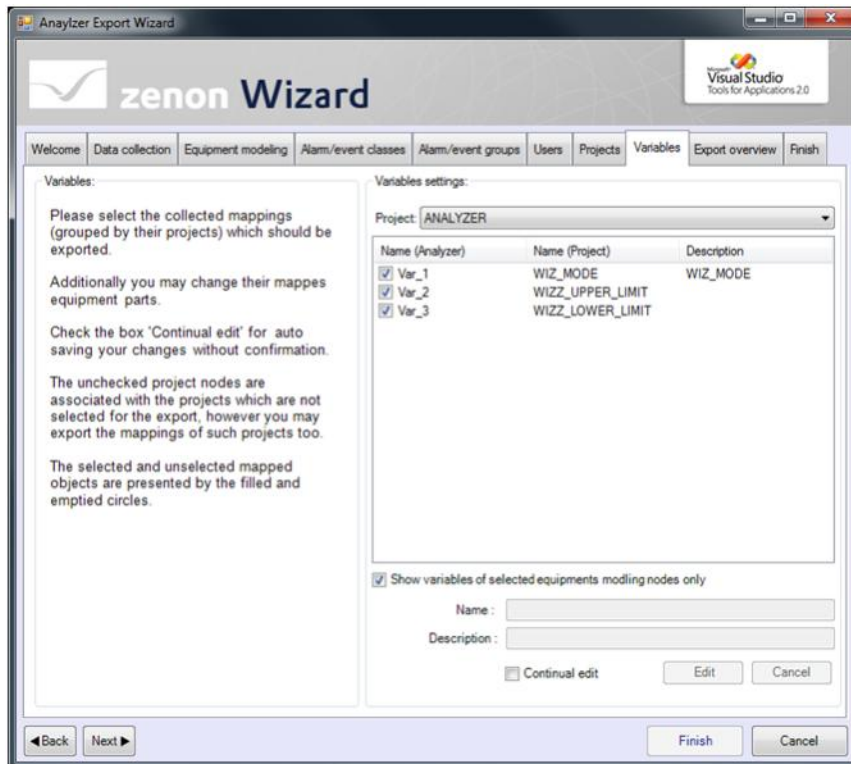 Anaylzer Export Wizard
zenon Wizard
Microsoft
Visual Studio
Tools for Applications 2.0
Welcome Data collection Equipment modeling Alarm/event classes Alarm/event groups Users Projects Variables Export overview Finish
Variables:
Please select the collected mappings
(grouped by their projects) which should be
exported.
Additionally you may change their mappes
equipment parts.
Check the box 'Continual edit' for auto
saving your changes without confirmation.
The unchecked project nodes are
associated with the projects which are not
selected for the export, however you may
export the mappings of such projects too.
The selected and unselected mapped
objects are presented by the filled and
emptied circles.
Variables settings:
Project: ANALYZER
Name (Analyzer) Name (Project) Description
Var_1 WIZ_MODE WIZ_MODE
Var_2 WIZZ_UPPER_LIMIT
Var_3 WIZZ_LOWER_LIMIT
Show variables of selected equipments modling nodes only
Name :
Description :
Continual edit Edit Cancel
Back Next Finish Cancel